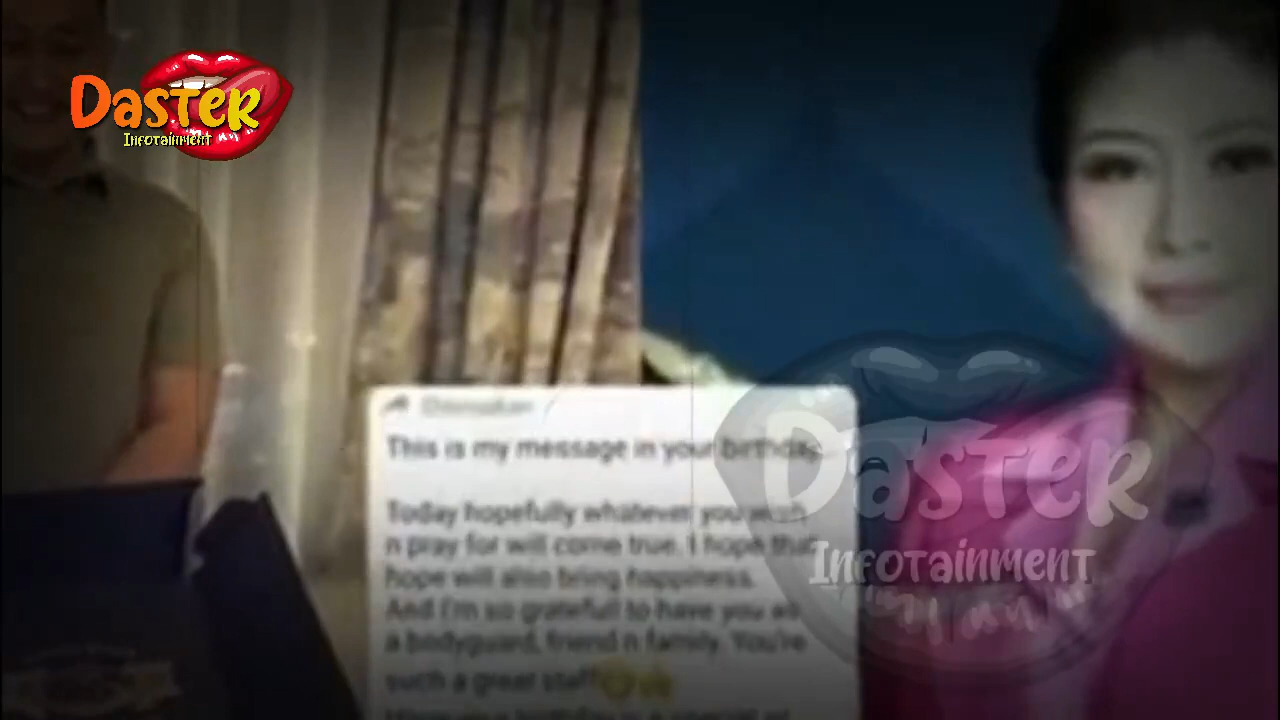 DASTER
INFOTAINMENT
This is my message in your birthday..
Today hopefully whatever you wish
n pray for will come true. I hope that
hope will also bring happiness.
And I'm so gratefull to have you as
a bodyguard, friend n family. You're
such a great staff
DASTER
INFOTAINMENT